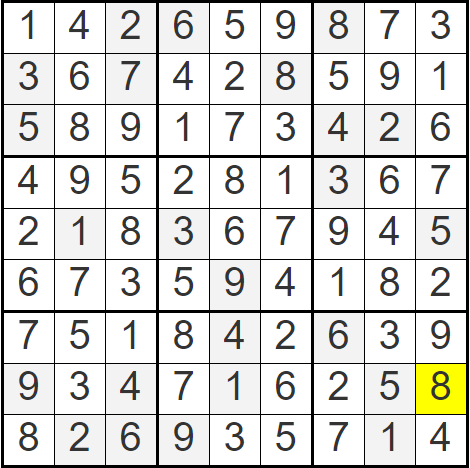 1 4 2 6 5 9 8 7 3
3 6 7 4 2 8 5 9 1
5 8 9 1 7 3 4 2 6
4 9 5 2 8 1 3 6 7
2 1 8 3 6 7 9 4 5
6 7 3 5 9 4 1 8 2
7 5 1 8 4 2 6 3 9
9 3 4 7 1 6 2 5 8
8 2 6 9 3 5 7 1 4